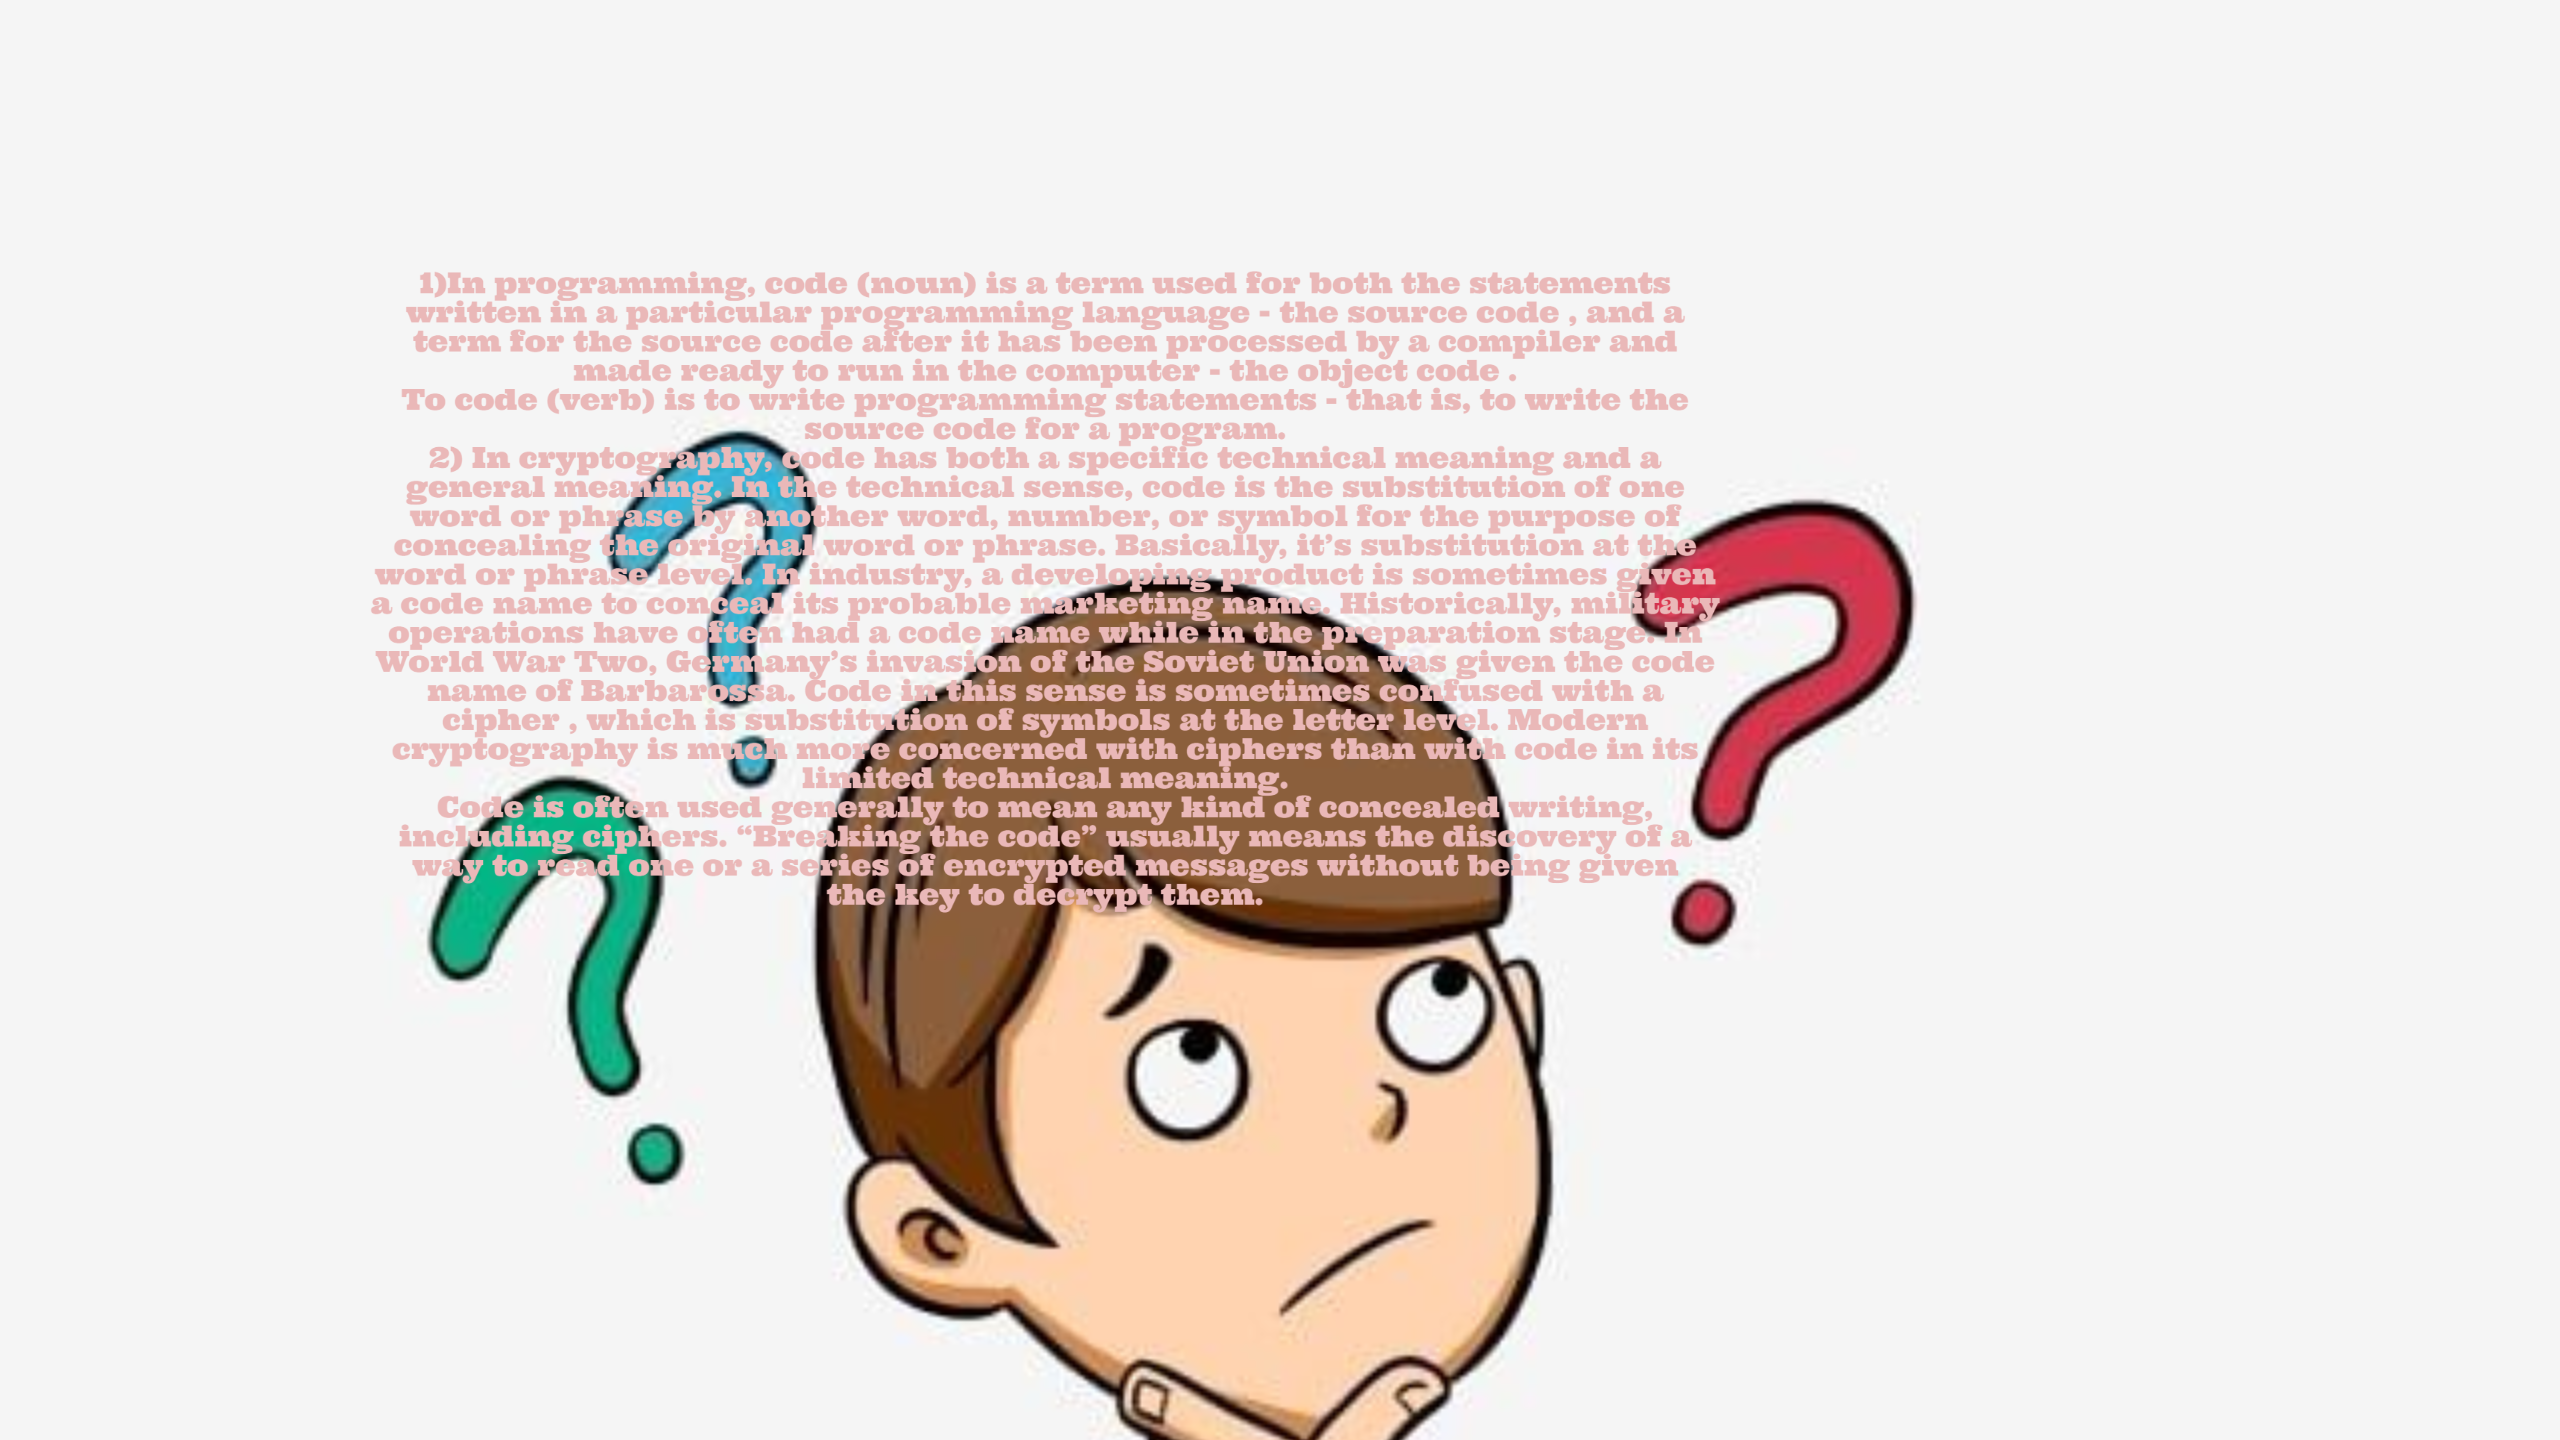 1)In programming, code (noun) is a term used for both the statements
written in a particular programming language - the source code , and a
term for the source code after it has been processed by a compiler and
made ready to run in the computer - the object code .
To code (verb) is to write programming statements - that is, to write the
source code for a program.
2) In cryptography, code has both a specific technical meaning and a
general meaning. In the technical sense, code is the substitution of one
word or phrase by another word, number, or symbol for the purpose of
concealing the original word or phrase. Basically, it’s substitution at the
word or phrase level. In industry, a developing product is sometimes given
a code name to conceal its probable marketing name. Historically, military
operations have often had a code name while in the preparation stage. In
World War Two, Germany’s invasion of the Soviet Union was given the code
name of Barbarossa. Code in this sense is sometimes confused with a
cipher , which is substitution of symbols at the letter level. Modern
cryptography is much more concerned with ciphers than with code in its
limited technical meaning.
Code is often used generally to mean any kind of concealed writing,
including ciphers. “Breaking the code” usually means the discovery of a
way to read one or a series of encrypted messages without being given
the key to decrypt them.